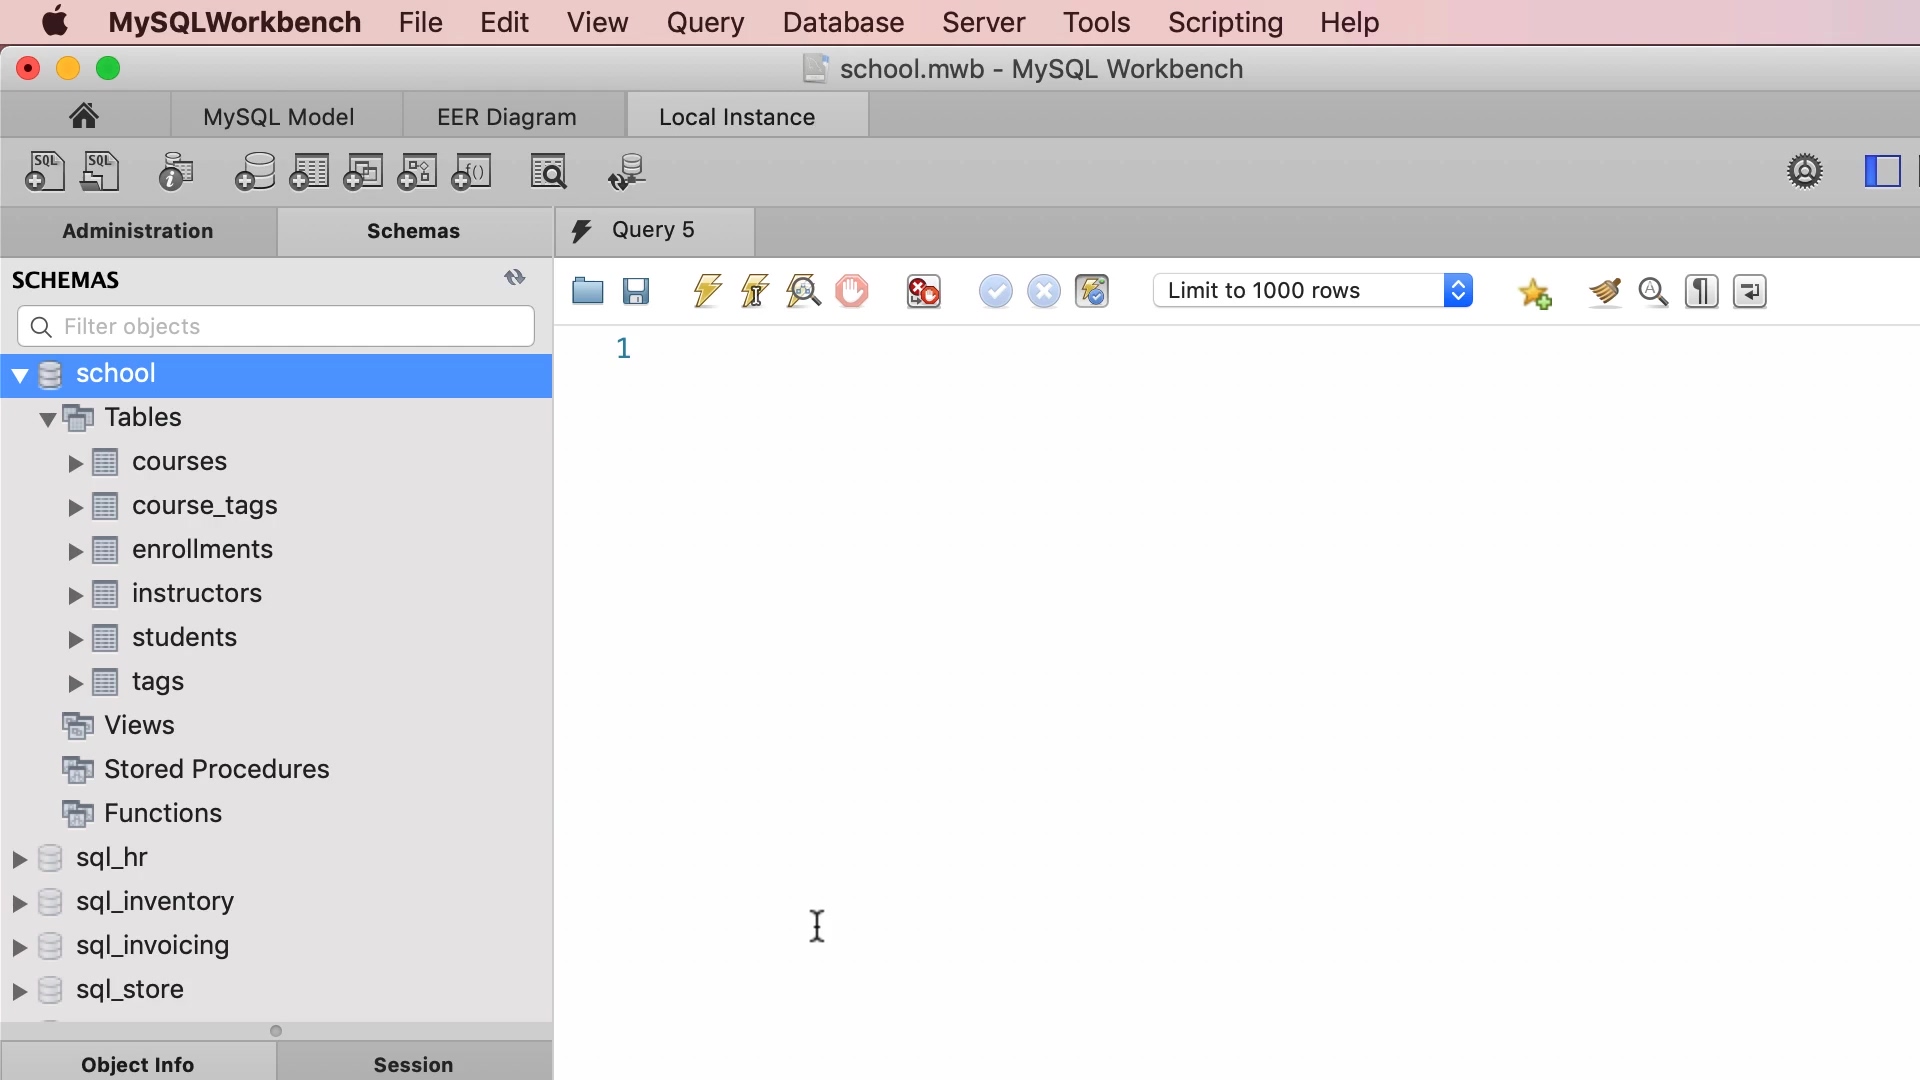 MySQLWorkbench File Edit View Query Database Server Tools Scripting Help
school.mwb - MySQL Workbench
MySQL Model EER Diagram Local Instance
SQL SQL i f()
Administration Schemas Query 5
SCHEMAS
Limit to 1000 rows
Filter objects
1
school
Tables
courses
course_tags
enrollments
instructors
students
tags
Views
Stored Procedures
Functions
sql_hr
sql_inventory
sql_invoicing
sql_store
Object Info Session